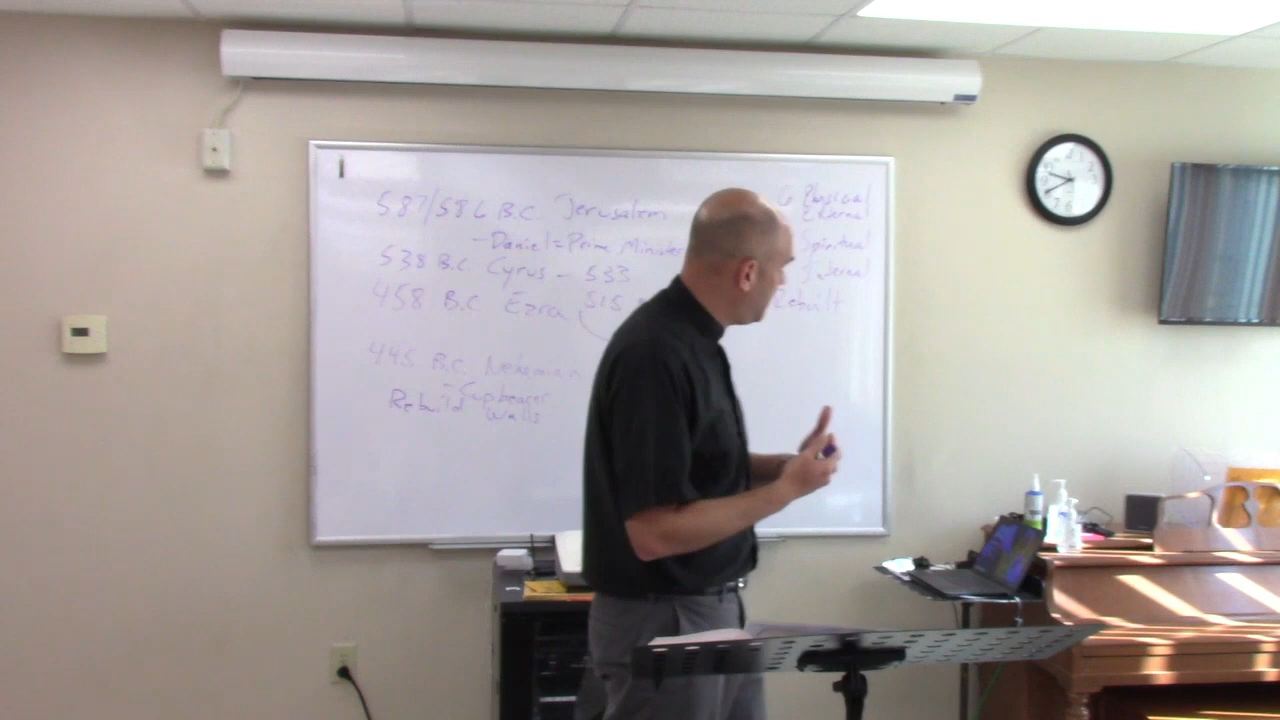 587/586 B.C. Jerusalem
-Daniel=Prime Minister
538 B.C. Cyrus - 533
458 B.C Ezra 515
445 B.C. Nehemiah
- Cupbearer
Rebuild Walls
Physical
External
Spiritual
Internal
Rebuilt